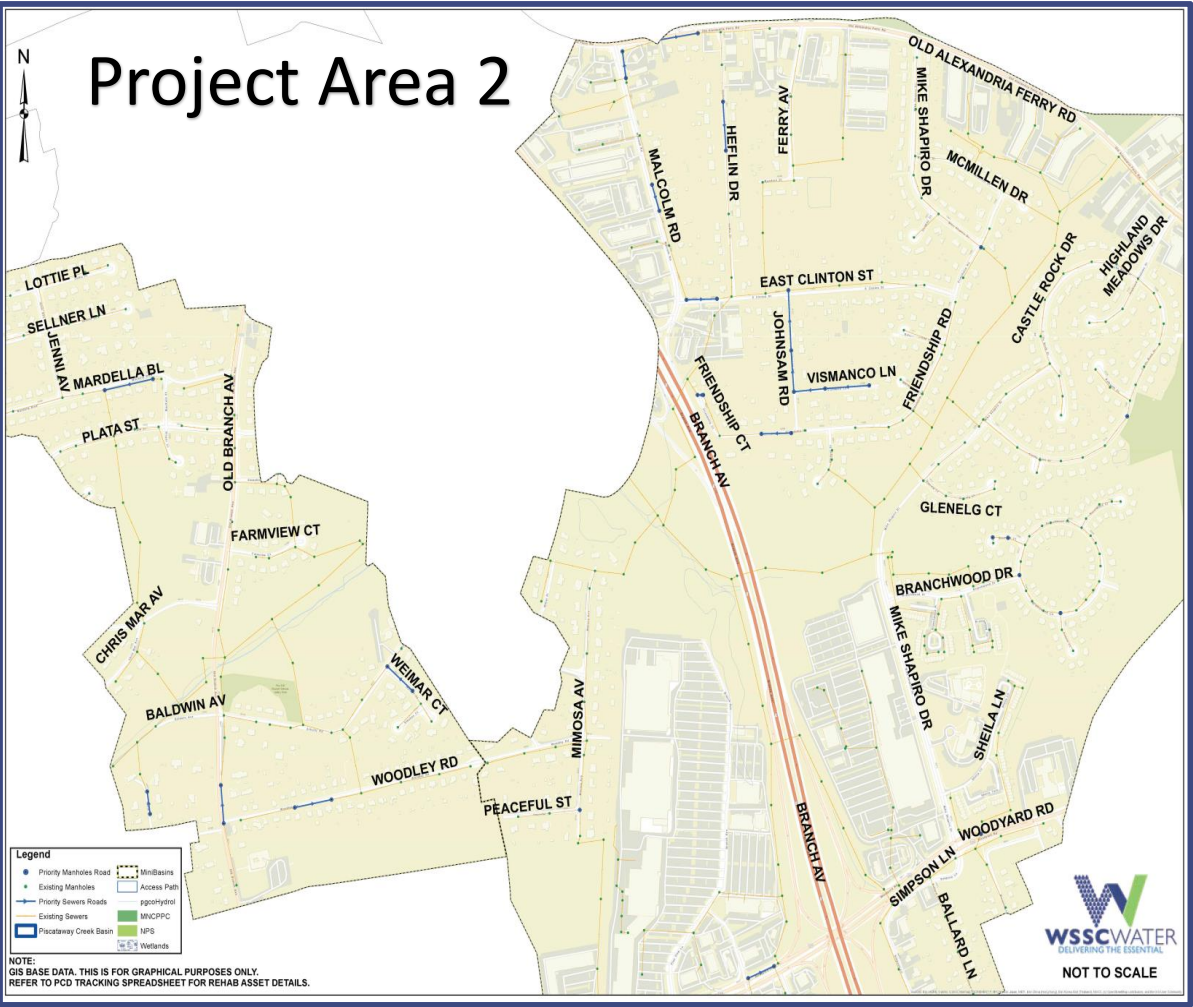 N
Project Area 2
OLD ALEXANDRIA FERRY RD
MIKE SHAPIRO DR
FERRY AV
HEFLIN DR
MALCOLM RD
MCMILLEN DR
HIGHLAND
MEADOWS DR
CASTLE ROCK DR
EAST CLINTON ST
LOTTIE PL
SELLNER LN
JENNI AV
MARDELLA BL
PLATA ST
OLD BRANCH AV
JOHNSAM RD
VISMANCO LN
FRIENDSHIP RD
FRIENDSHIP CT
BRANCH AV
GLENELG CT
FARMVIEW CT
BRANCHWOOD DR
CHRIS MAR AV
WEIMAR CT
MIKE SHAPIRO DR
BALDWIN AV
MIMOSA AV
SHEILA LN
WOODLEY RD
PEACEFUL ST
BRANCH AV
WOODYARD RD
SIMPSON LN
BALLARD LN
Legend
Priority Manholes Road
Existing Manholes
Priority Sewers Roads
Existing Sewers
Piscataway Creek Basin
MiniBasins
Access Path
pgcoHydrol
MNCPPC
NPS
Wetlands
NOTE:
GIS BASE DATA. THIS IS FOR GRAPHICAL PURPOSES ONLY.
REFER TO PCD TRACKING SPREADSHEET FOR REHAB ASSET DETAILS.
WSSCWATER
DELIVERING THE ESSENTIAL
NOT TO SCALE